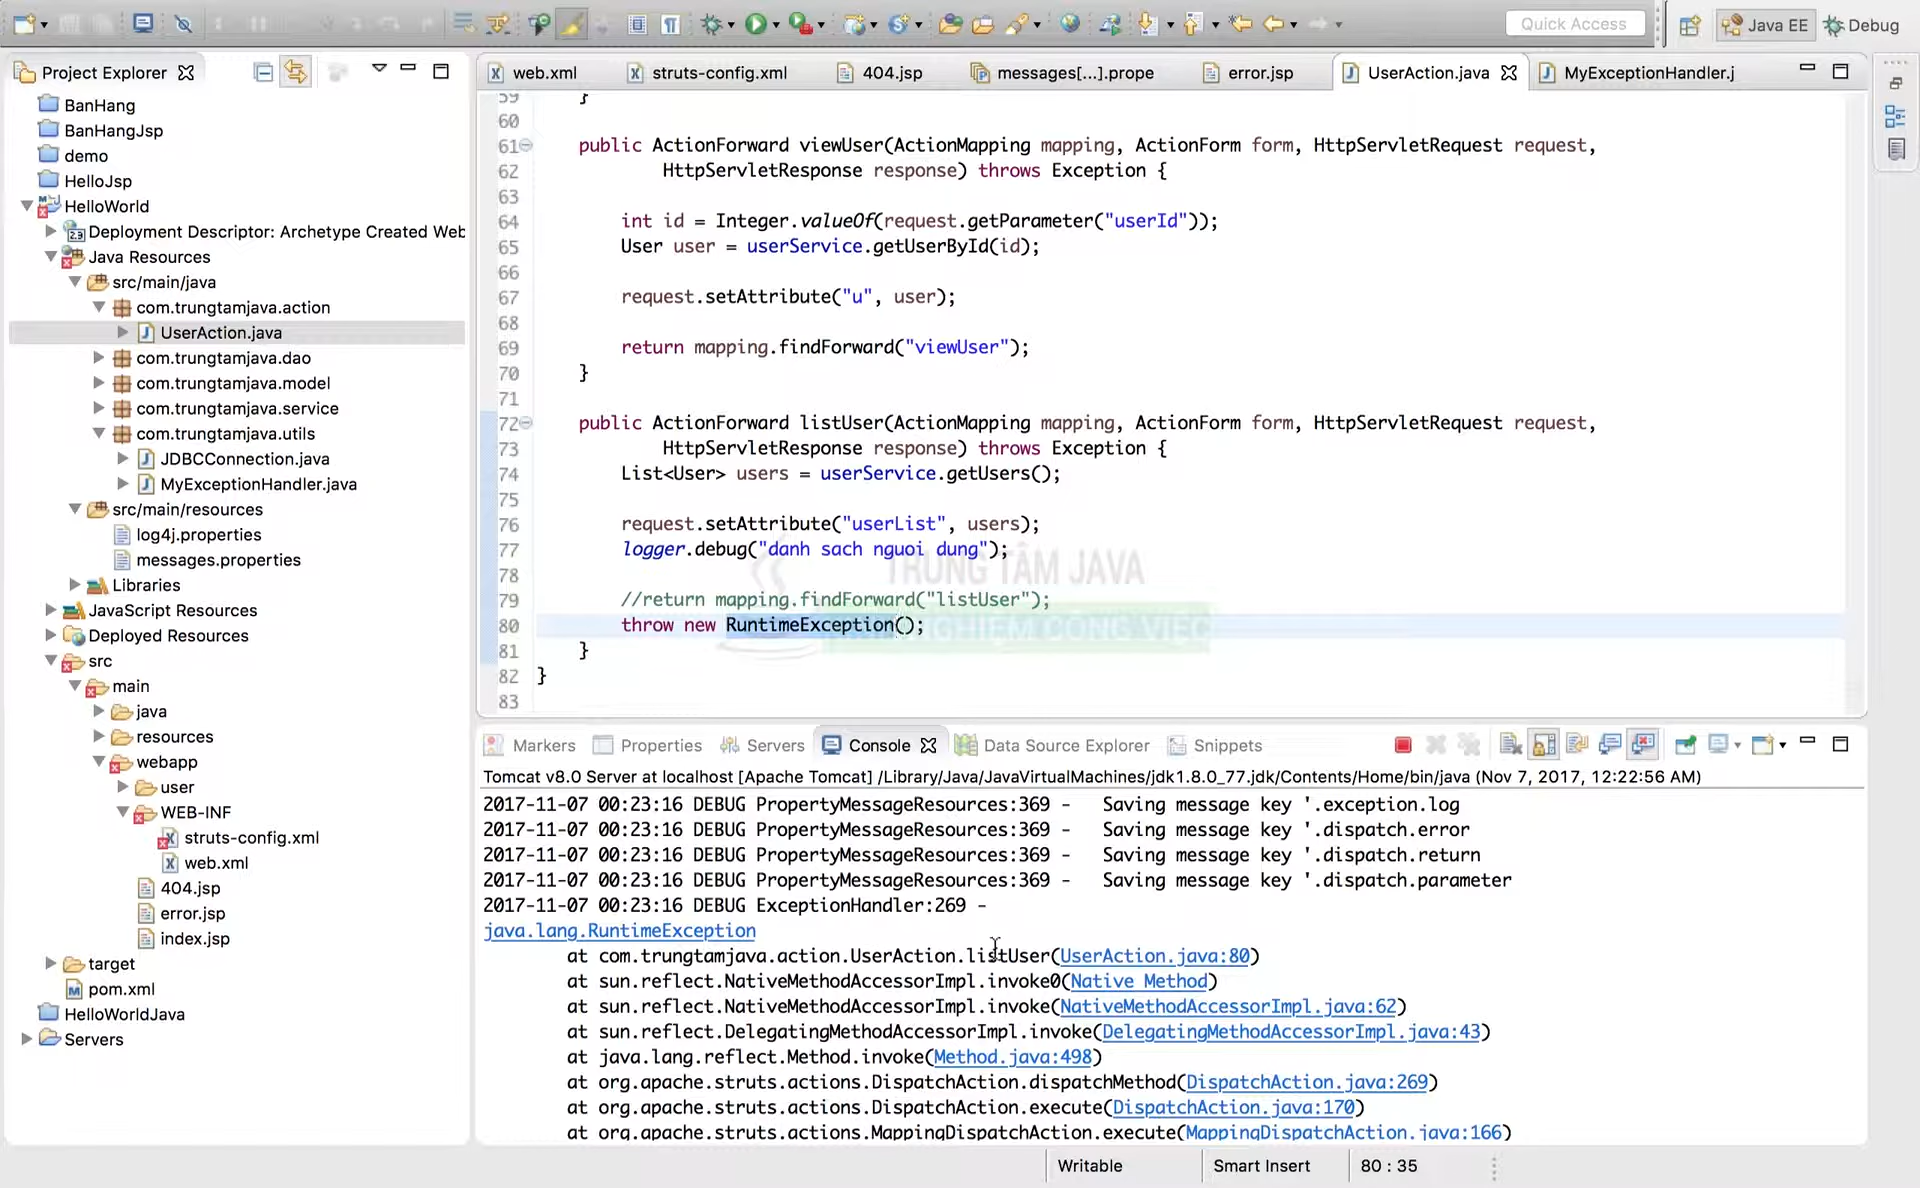 Quick Access
Java EE
Debug
Project Explorer
BanHang
BanHangJsp
demo
HelloJsp
HelloWorld
Deployment Descriptor: Archetype Created Web
Java Resources
src/main/java
com.trungtamjava.action
UserAction.java
com.trungtamjava.dao
com.trungtamjava.model
com.trungtamjava.service
com.trungtamjava.utils
JDBCConnection.java
MyExceptionHandler.java
src/main/resources
log4j.properties
messages.properties
Libraries
JavaScript Resources
Deployed Resources
src
main
java
resources
webapp
user
WEB-INF
struts-config.xml
web.xml
404.jsp
error.jsp
index.jsp
target
pom.xml
HelloWorldJava
Servers
web.xml
struts-config.xml
404.jsp
messages[...].prope
error.jsp
UserAction.java
MyExceptionHandler.j
59 }
60
61 public ActionForward viewUser(ActionMapping mapping, ActionForm form, HttpServletRequest request,
62 HttpServletResponse response) throws Exception {
63
64 int id = Integer.valueOf(request.getParameter("userId"));
65 User user = userService.getUserById(id);
66
67 request.setAttribute("u", user);
68
69 return mapping.findForward("viewUser");
70 }
71
72 public ActionForward listUser(ActionMapping mapping, ActionForm form, HttpServletRequest request,
73 HttpServletResponse response) throws Exception {
74 List<User> users = userService.getUsers();
75
76 request.setAttribute("userList", users);
77 logger.debug("danh sach nguoi dung");
TRUNG TÂM JAVA
78
79 //return mapping.findForward("listUser");
80 throw new RuntimeException();
81 }
82 }
83
Markers
Properties
Servers
Console
Data Source Explorer
Snippets
Tomcat v8.0 Server at localhost [Apache Tomcat] /Library/Java/JavaVirtualMachines/jdk1.8.0_77.jdk/Contents/Home/bin/java (Nov 7, 2017, 12:22:56 AM)
2017-11-07 00:23:16 DEBUG PropertyMessageResources:369 - Saving message key '.exception.log
2017-11-07 00:23:16 DEBUG PropertyMessageResources:369 - Saving message key '.dispatch.error
2017-11-07 00:23:16 DEBUG PropertyMessageResources:369 - Saving message key '.dispatch.return
2017-11-07 00:23:16 DEBUG PropertyMessageResources:369 - Saving message key '.dispatch.parameter
2017-11-07 00:23:16 DEBUG ExceptionHandler:269 -
java.lang.RuntimeException
at com.trungtamjava.action.UserAction.listUser(UserAction.java:80)
at sun.reflect.NativeMethodAccessorImpl.invoke0(Native Method)
at sun.reflect.NativeMethodAccessorImpl.invoke(NativeMethodAccessorImpl.java:62)
at sun.reflect.DelegatingMethodAccessorImpl.invoke(DelegatingMethodAccessorImpl.java:43)
at java.lang.reflect.Method.invoke(Method.java:498)
at org.apache.struts.actions.DispatchAction.dispatchMethod(DispatchAction.java:269)
at org.apache.struts.actions.DispatchAction.execute(DispatchAction.java:170)
at org.apache.struts.actions.MappingDispatchAction.execute(MappingDispatchAction.java:166)
Writable
Smart Insert
80 : 35